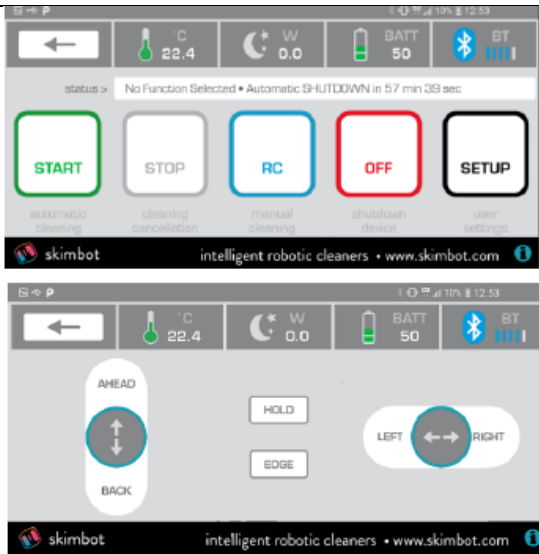 10% 12:53
°C W BATT BT
22.4 0.0 50
status > No Function Selected • Automatic SHUTDOWN in 57 min 39 sec
START STOP RC OFF SETUP
automatic cleaning manual shutdown user
cleaning cancellation cleaning device settings
skimbot intelligent robotic cleaners • www.skimbot.com i
10% 12:53
°C W BATT BT
22.4 0.0 50
AHEAD
HOLD
LEFT RIGHT
EDGE
BACK
skimbot intelligent robotic cleaners • www.skimbot.com i